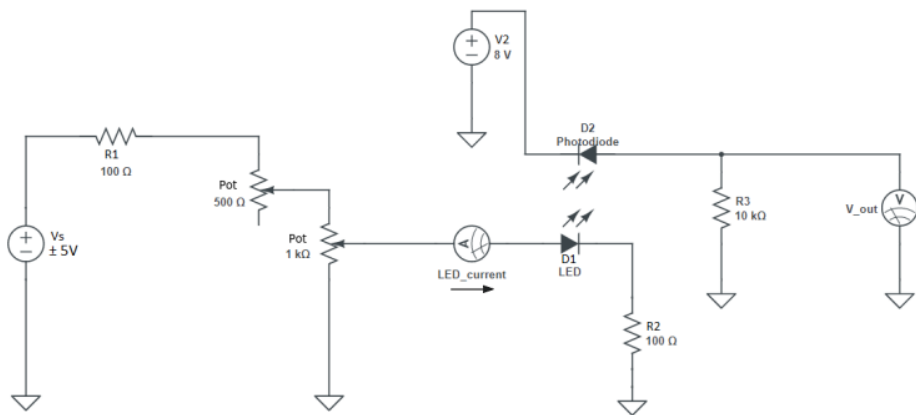 V2
8 V
D2
Photodiode
R1
100 Ω
Pot
500 Ω
R3
10 kΩ
V
V_out
Vs
± 5V
Pot
1 kΩ
A
LED_current
D1
LED
R2
100 Ω